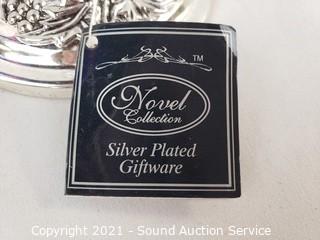 TM
Novel
Collection
Silver Plated
Giftware
Copyright 2021 - Sound Auction Service